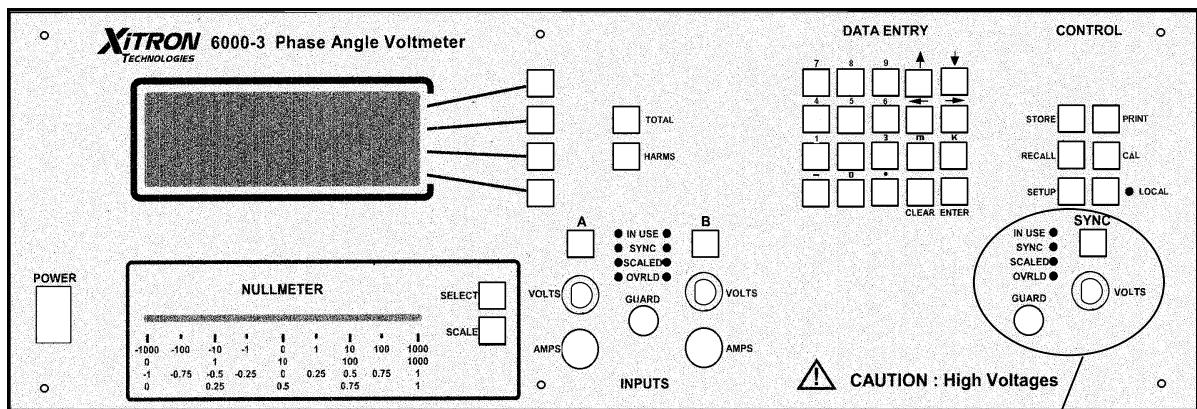 XiTRON
TECHNOLOGIES
6000-3 Phase Angle Voltmeter
DATA ENTRY
CONTROL
7 8 9
4 5 6
1 3 m K
- 0 •
CLEAR ENTER
TOTAL
HARMS
STORE PRINT
RECALL CAL
SETUP LOCAL
A B
IN USE
SYNC
SCALED
OVRLD
VOLTS GUARD VOLTS
AMPS AMPS
INPUTS
SYNC
IN USE
SYNC
SCALED
OVRLD
GUARD VOLTS
POWER
NULLMETER
SELECT
SCALE
-1000 -100 -10 -1 0 1 10 100 1000
0 1 10 100 1000
-1 -0.75 -0.5 -0.25 0 0.25 0.5 0.75 1
0 0.25 0.5 0.75 1
CAUTION : High Voltages